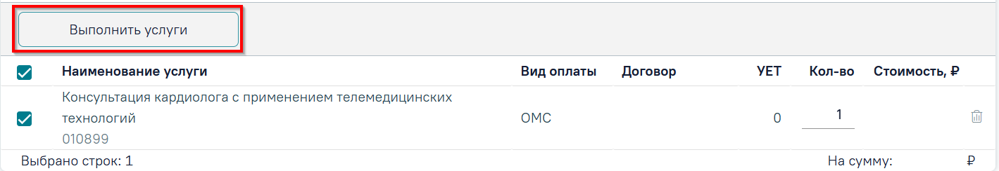 Выполнить услуги
Наименование услуги Вид оплаты Договор УЕТ Кол-во Стоимость, ₽
Консультация кардиолога с применением телемедицинских
технологий ОМС 0 1
010899
Выбрано строк: 1 На сумму: ₽